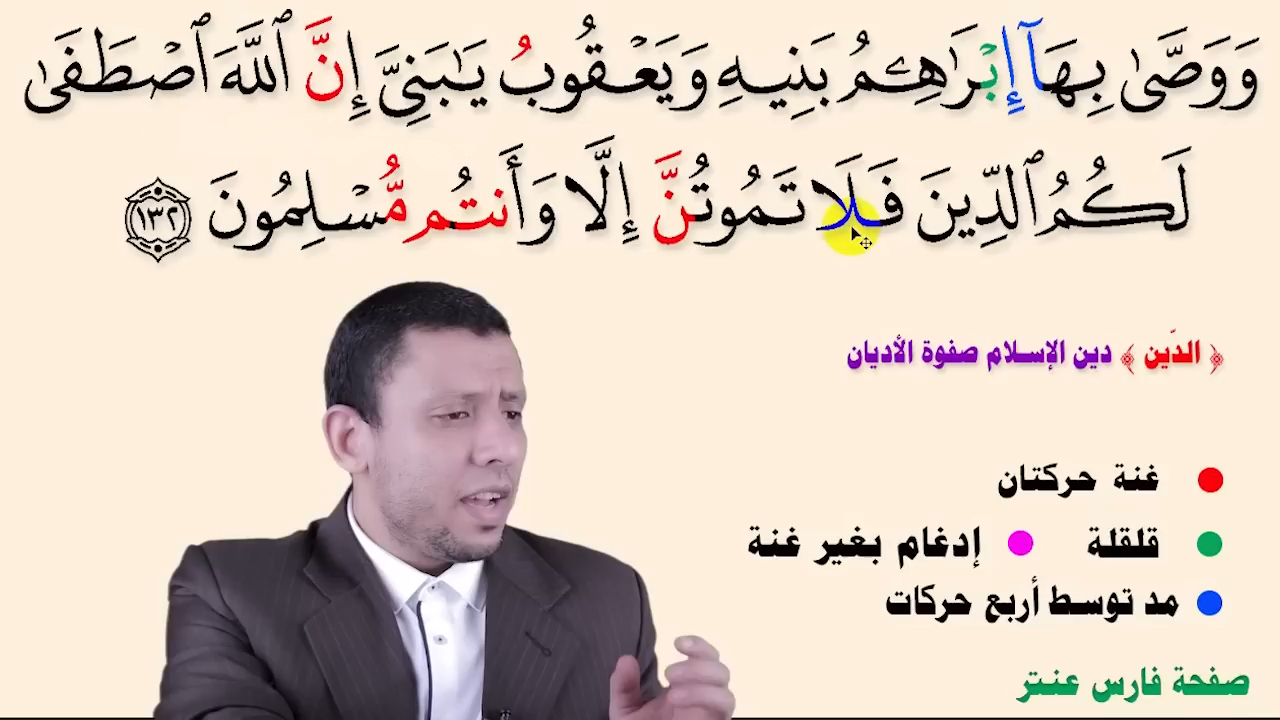 وَوَصَّىٰ بِهَآ إِبْرَٰهِـۧمُ بَنِيهِ وَيَعْقُوبُ يَـٰبَنِىَّ إِنَّ ٱللَّهَ ٱصْطَفَىٰ
لَكُمُ ٱلدِّينَ فَلَا تَمُوتُنَّ إِلَّا وَأَنتُم مُّسْلِمُونَ ١٣٢
﴿ الدّين ﴾ دين الإسلام صفوة الأديان
غنة حركتان
قلقلة إدغام بغير غنة
مد توسط أربع حركات
صفحة فارس عنتر